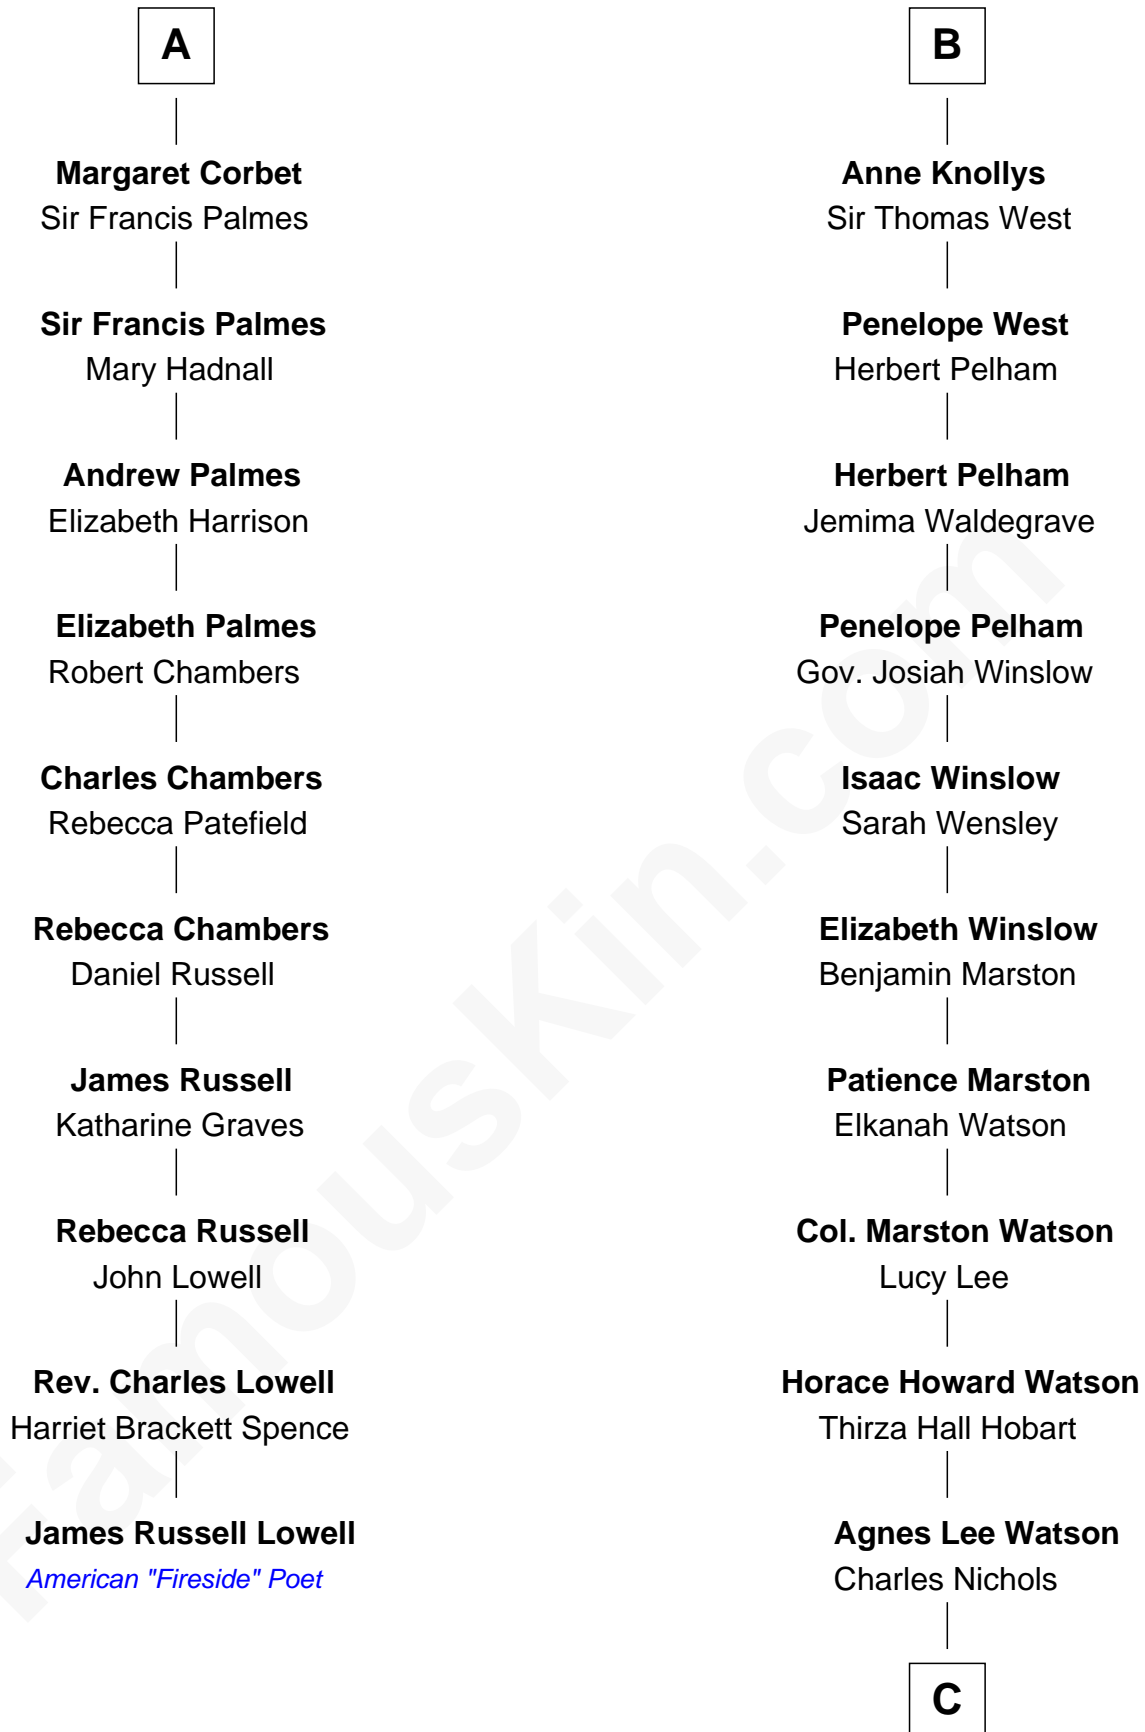 A
Margaret Corbet
Sir Francis Palmes
Sir Francis Palmes
Mary Hadnall
Andrew Palmes
Elizabeth Harrison
Elizabeth Palmes
Robert Chambers
Charles Chambers
Rebecca Patefield
Rebecca Chambers
Daniel Russell
James Russell
Katharine Graves
Rebecca Russell
John Lowell
Rev. Charles Lowell
Harriet Brackett Spence
James Russell Lowell
American "Fireside" Poet
B
Anne Knollys
Sir Thomas West
Penelope West
Herbert Pelham
Herbert Pelham
Jemima Waldegrave
Penelope Pelham
Gov. Josiah Winslow
Isaac Winslow
Sarah Wensley
Elizabeth Winslow
Benjamin Marston
Patience Marston
Elkanah Watson
Col. Marston Watson
Lucy Lee
Horace Howard Watson
Thirza Hall Hobart
Agnes Lee Watson
Charles Nichols
C
FamousKin.com